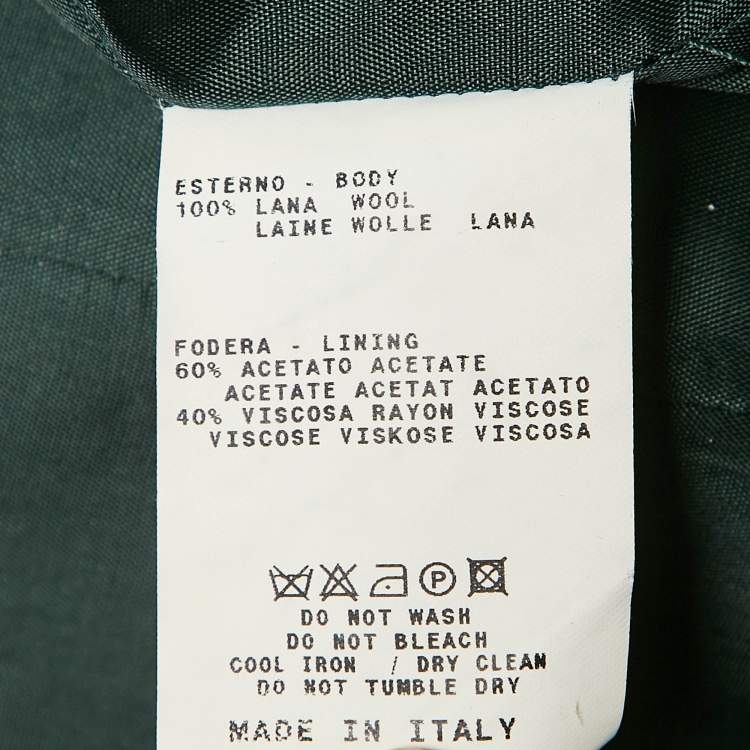 ESTERNO - BODY
100% LANA WOOL
LAINE WOLLE LANA
FODERA - LINING
60% ACETATO ACETATE
ACETATE ACETAT ACETATO
40% VISCOSA RAYON VISCOSE
VISCOSE VISKOSE VISCOSA
P
DO NOT WASH
DO NOT BLEACH
COOL IRON / DRY CLEAN
DO NOT TUMBLE DRY
MADE IN ITALY